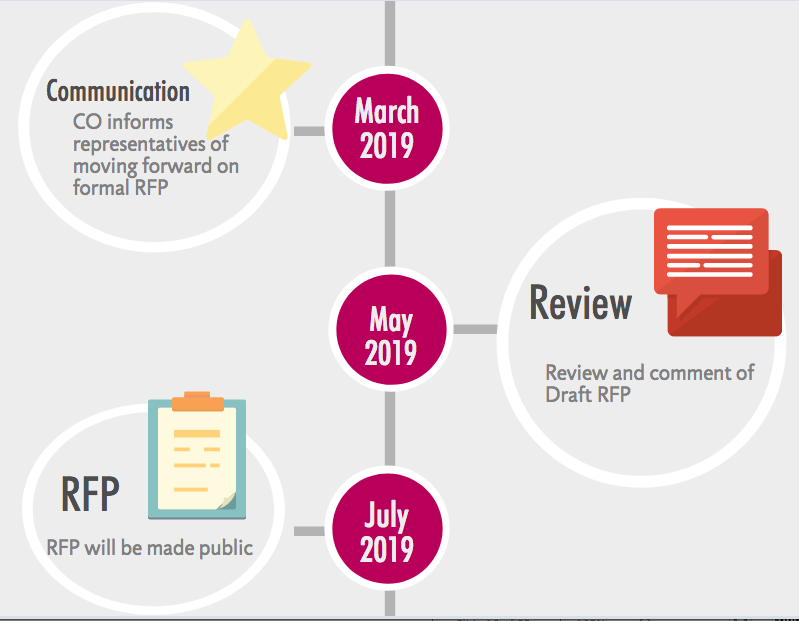 Communication
CO informs
representatives of
moving forward on
formal RFP
March
2019
May
2019
Review
Review and comment of
Draft RFP
RFP
RFP will be made public
July
2019